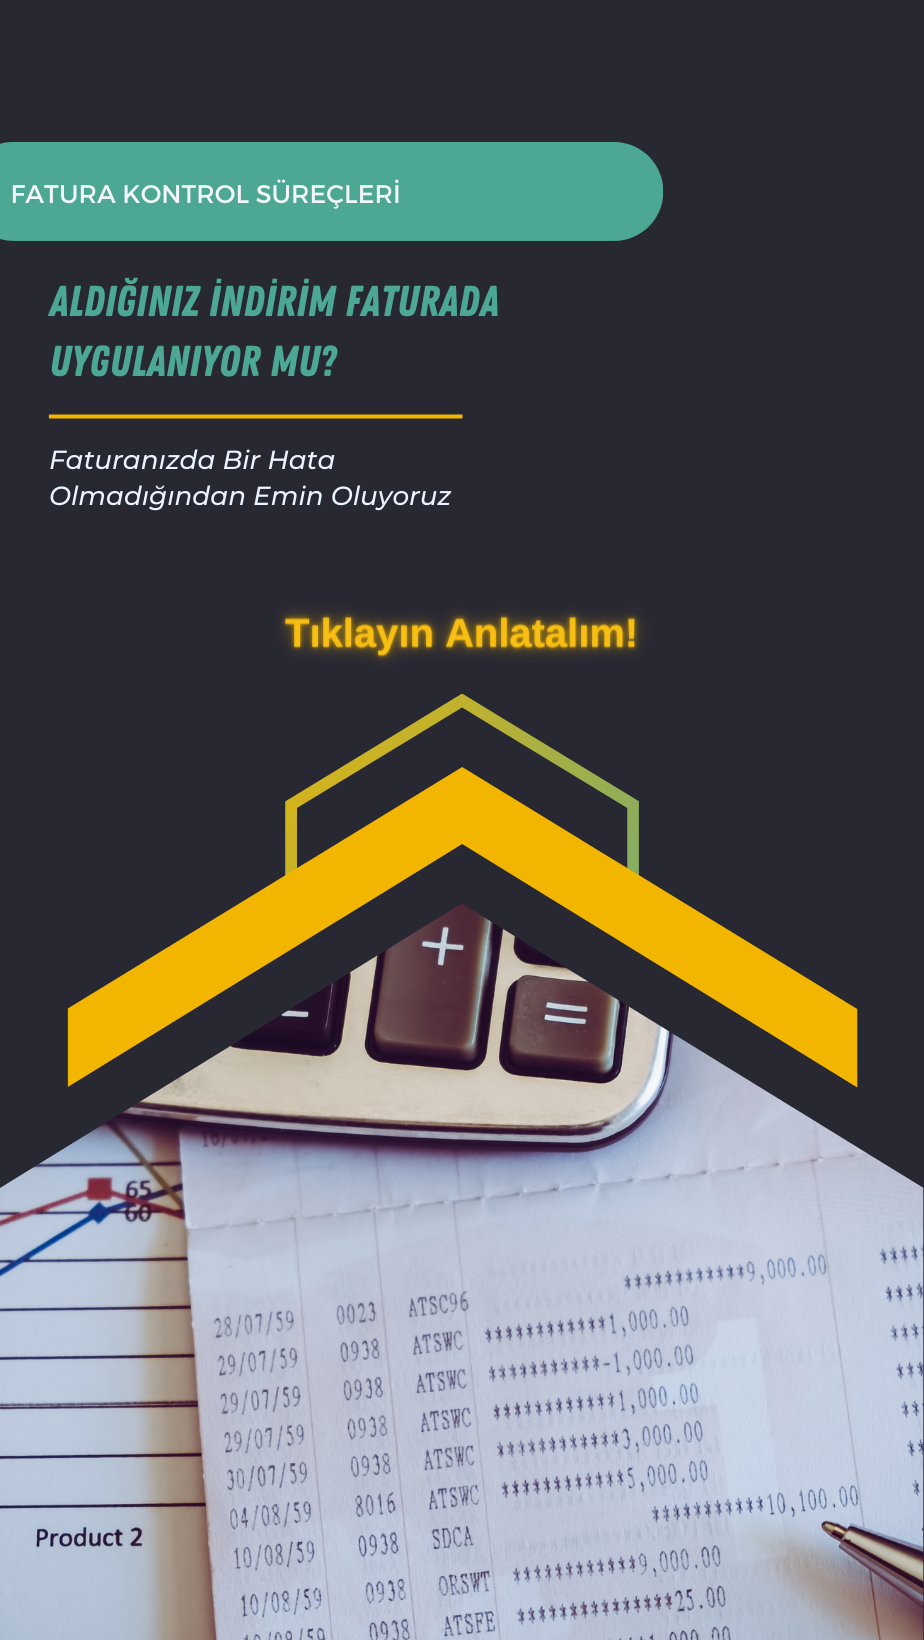 FATURA KONTROL SÜREÇLERİ
ALDIĞINIZ İNDİRİM FATURADA
UYGULANIYOR MU?
Faturanızda Bir Hata
Olmadığından Emin Oluyoruz
Tıklayın Anlatalım!
+
=
65
60
************9,000.00
28/07/59 0023 ATSC96
29/07/59 0938 ATSWC ************1,000.00
29/07/59 0938 ATSWC ***********-1,000.00
29/07/59 0938 ATSWC ************1,000.00
30/07/59 0938 ATSWC ************3,000.00
04/08/59 8016 ATSWC ************5,000.00
10/08/59 0938 SDCA ***********10,100.00
10/08/59 0938 ORSWT ************9,000.00
0938 ATSFE **************25.00
Product 2